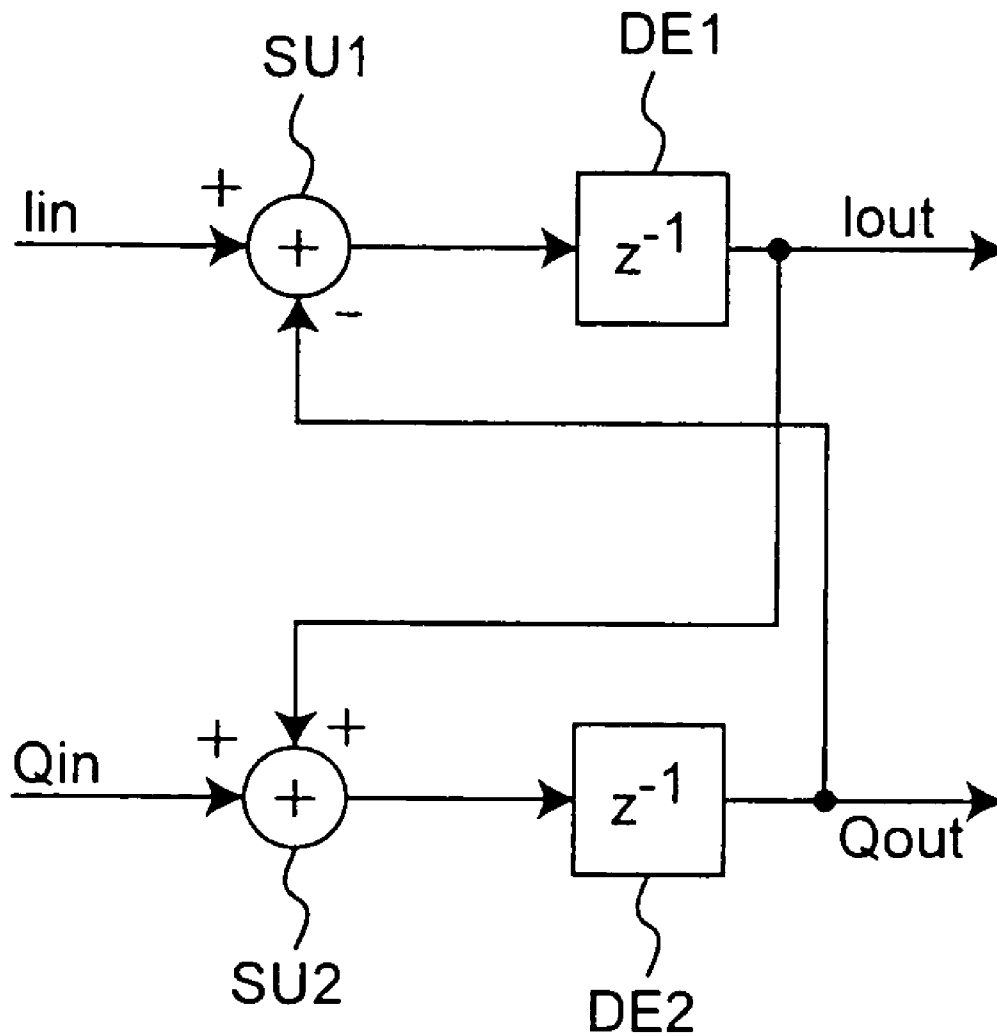 DE1
SU1
+
Iin
+
z-1
Iout
-
+
+
Qin
+
z-1
Qout
SU2
DE2